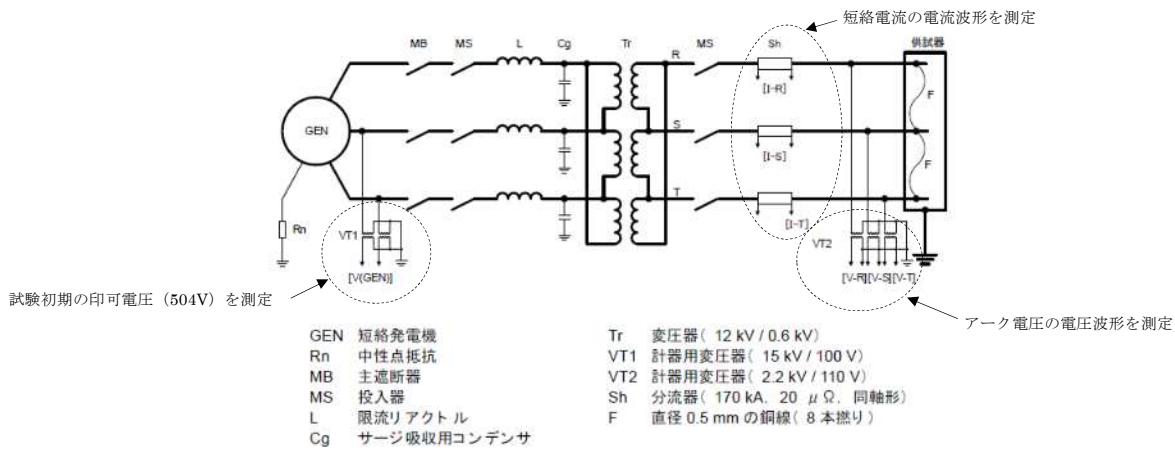 短絡電流の電流波形を測定
MB MS L Cg Tr R MS Sh 供試器
[I-R]
F
GEN
S
[I-S]
F
T
[I-T]
Rn
VT1
VT2
[V(GEN)]
[V-R][V-S][V-T]
試験初期の印可電圧（504V）を測定
アーク電圧の電圧波形を測定
GEN 短絡発電機
Rn 中性点抵抗
MB 主遮断器
MS 投入器
L 限流リアクトル
Cg サージ吸収用コンデンサ
Tr 変圧器( 12 kV / 0.6 kV)
VT1 計器用変圧器( 15 kV / 100 V)
VT2 計器用変圧器( 2.2 kV / 110 V)
Sh 分流器( 170 kA, 20 μΩ, 同軸形)
F 直径 0.5 mm の銅線( 8 本撚り)